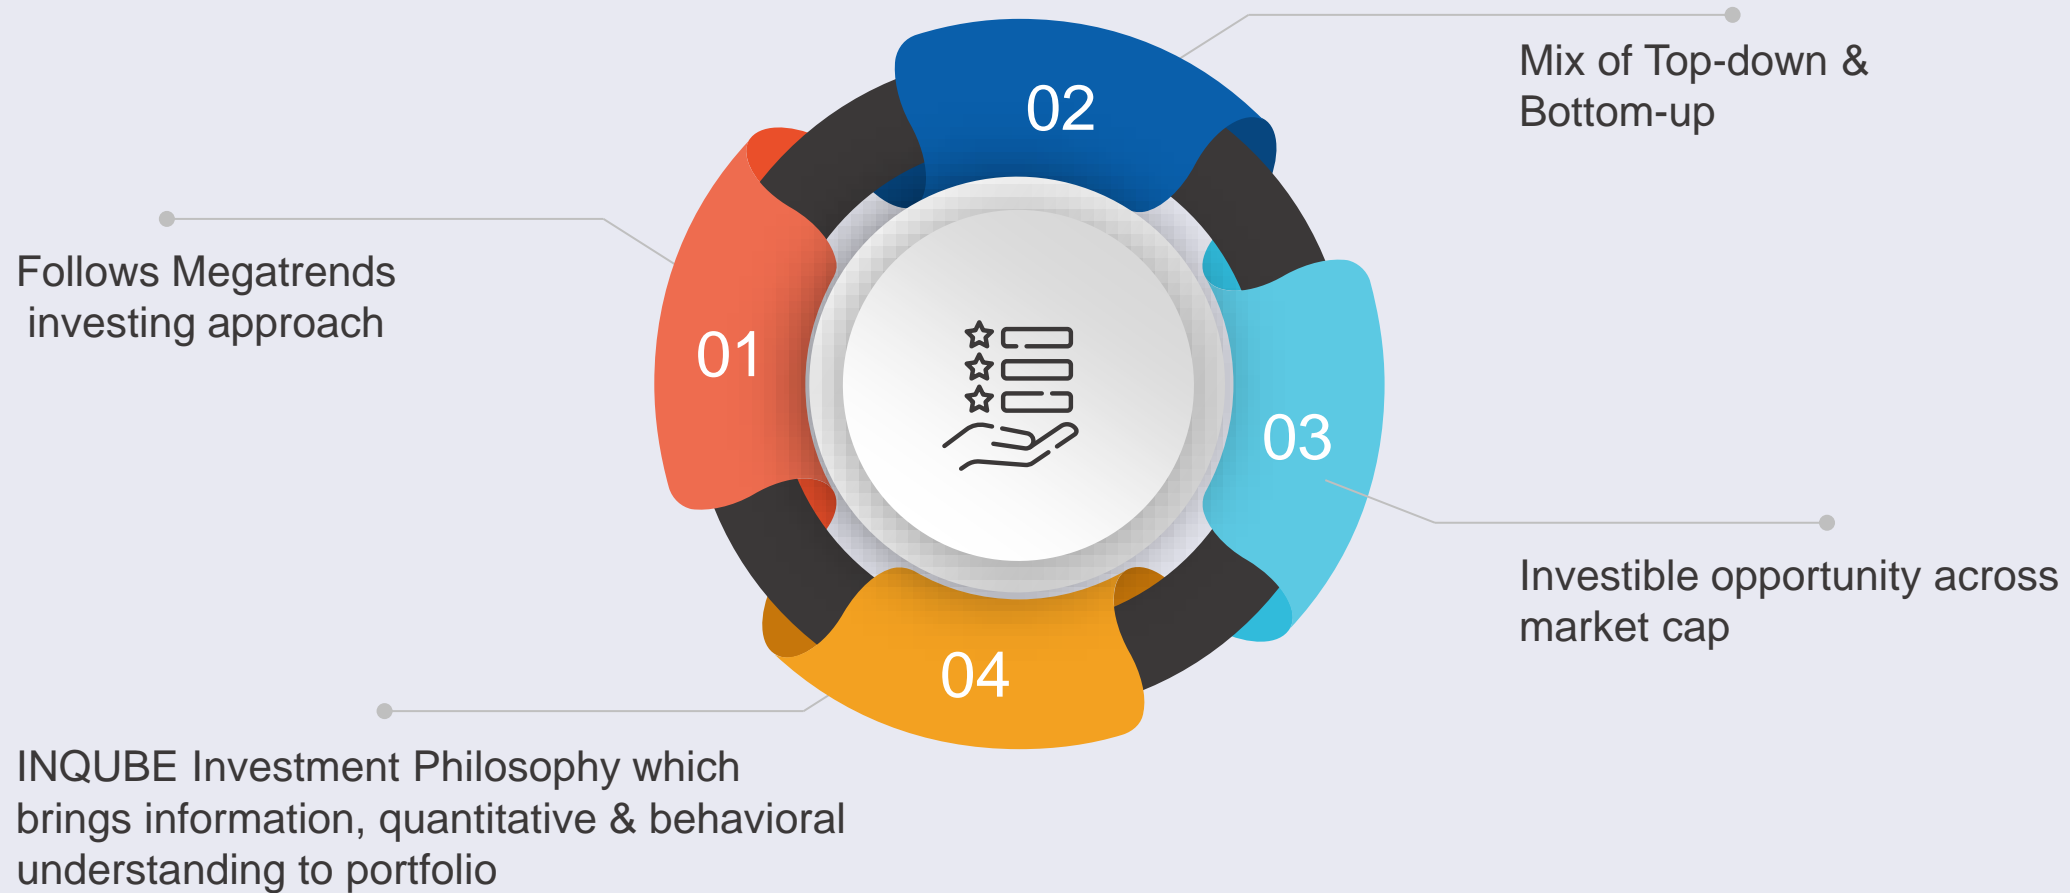 01
Follows Megatrends
investing approach
02
Mix of Top-down &
Bottom-up
03
Investible opportunity across
market cap
04
INQUBE Investment Philosophy which
brings information, quantitative & behavioral
understanding to portfolio